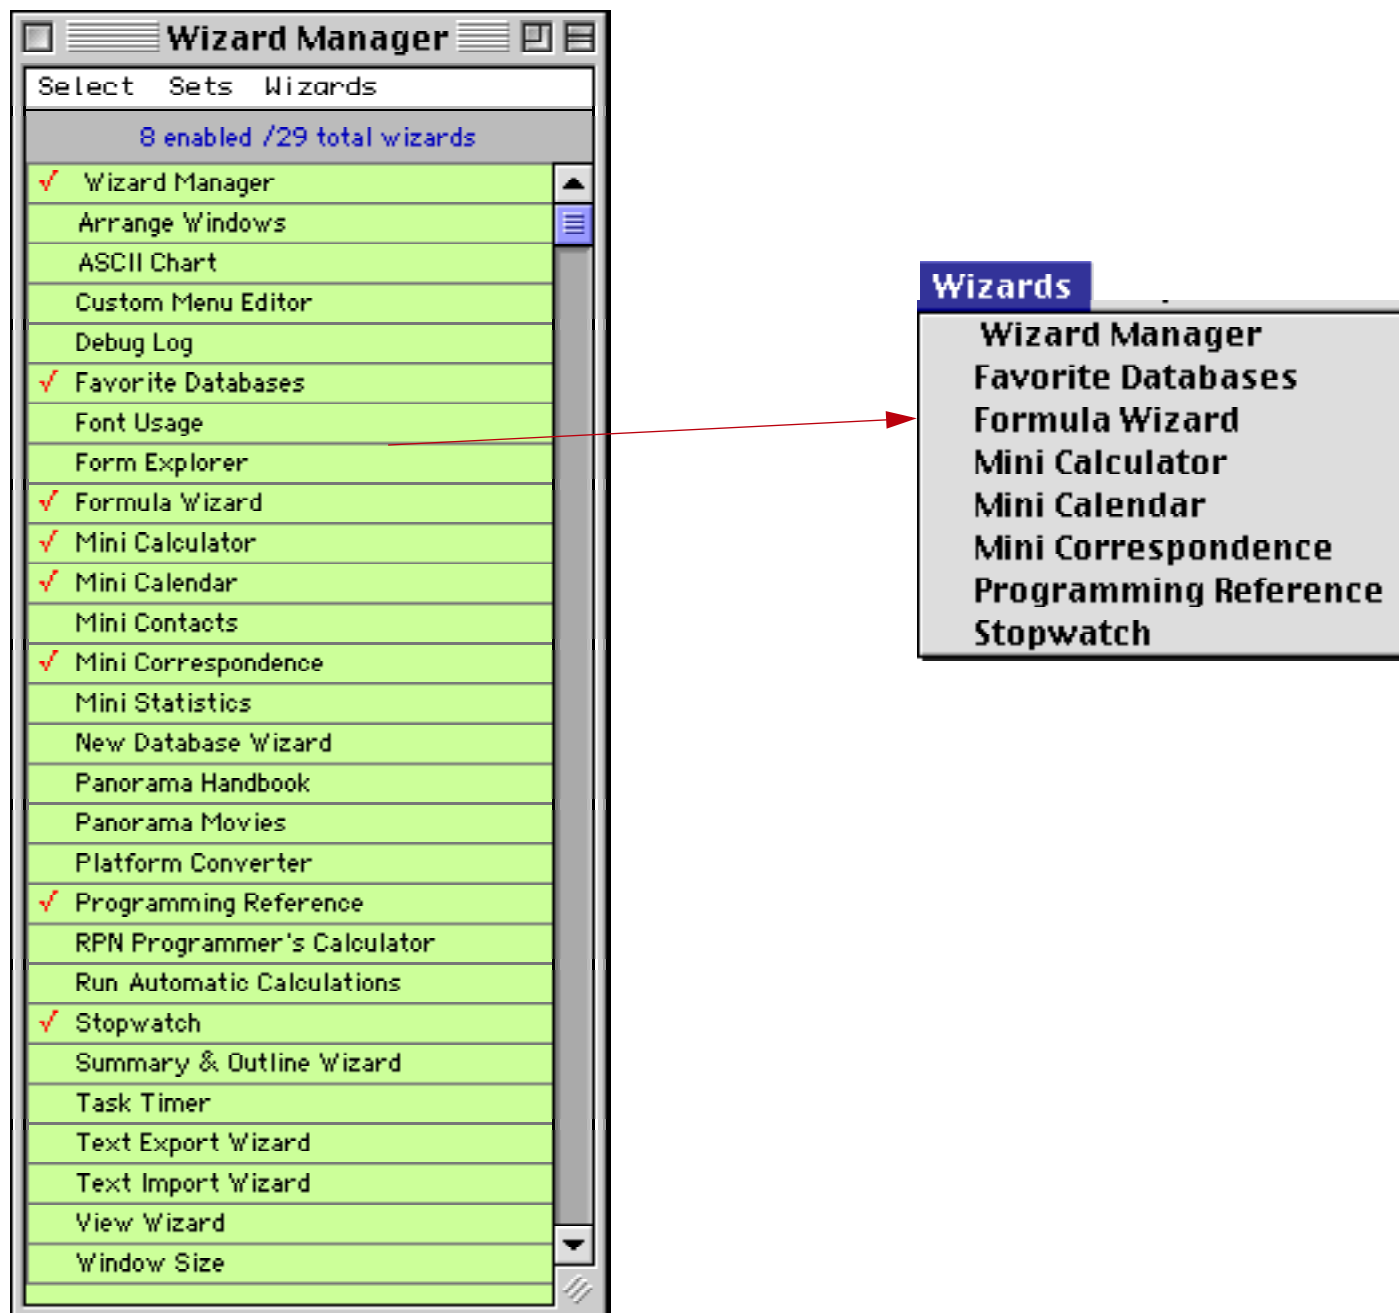 Wizard Manager
Select Sets Wizards
8 enabled /29 total wizards
√ Wizard Manager
Arrange Windows
ASCII Chart
Custom Menu Editor
Debug Log
√ Favorite Databases
Font Usage
Form Explorer
√ Formula Wizard
√ Mini Calculator
√ Mini Calendar
Mini Contacts
√ Mini Correspondence
Mini Statistics
New Database Wizard
Panorama Handbook
Panorama Movies
Platform Converter
√ Programming Reference
RPN Programmer's Calculator
Run Automatic Calculations
√ Stopwatch
Summary & Outline Wizard
Task Timer
Text Export Wizard
Text Import Wizard
View Wizard
Window Size
Wizards
Wizard Manager
Favorite Databases
Formula Wizard
Mini Calculator
Mini Calendar
Mini Correspondence
Programming Reference
Stopwatch